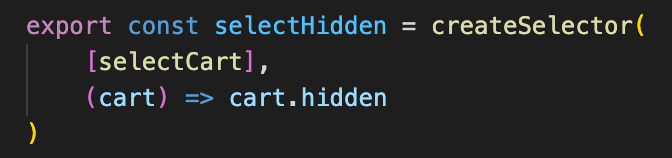 export const selectHidden = createSelector(
    [selectCart],
    (cart) => cart.hidden
)